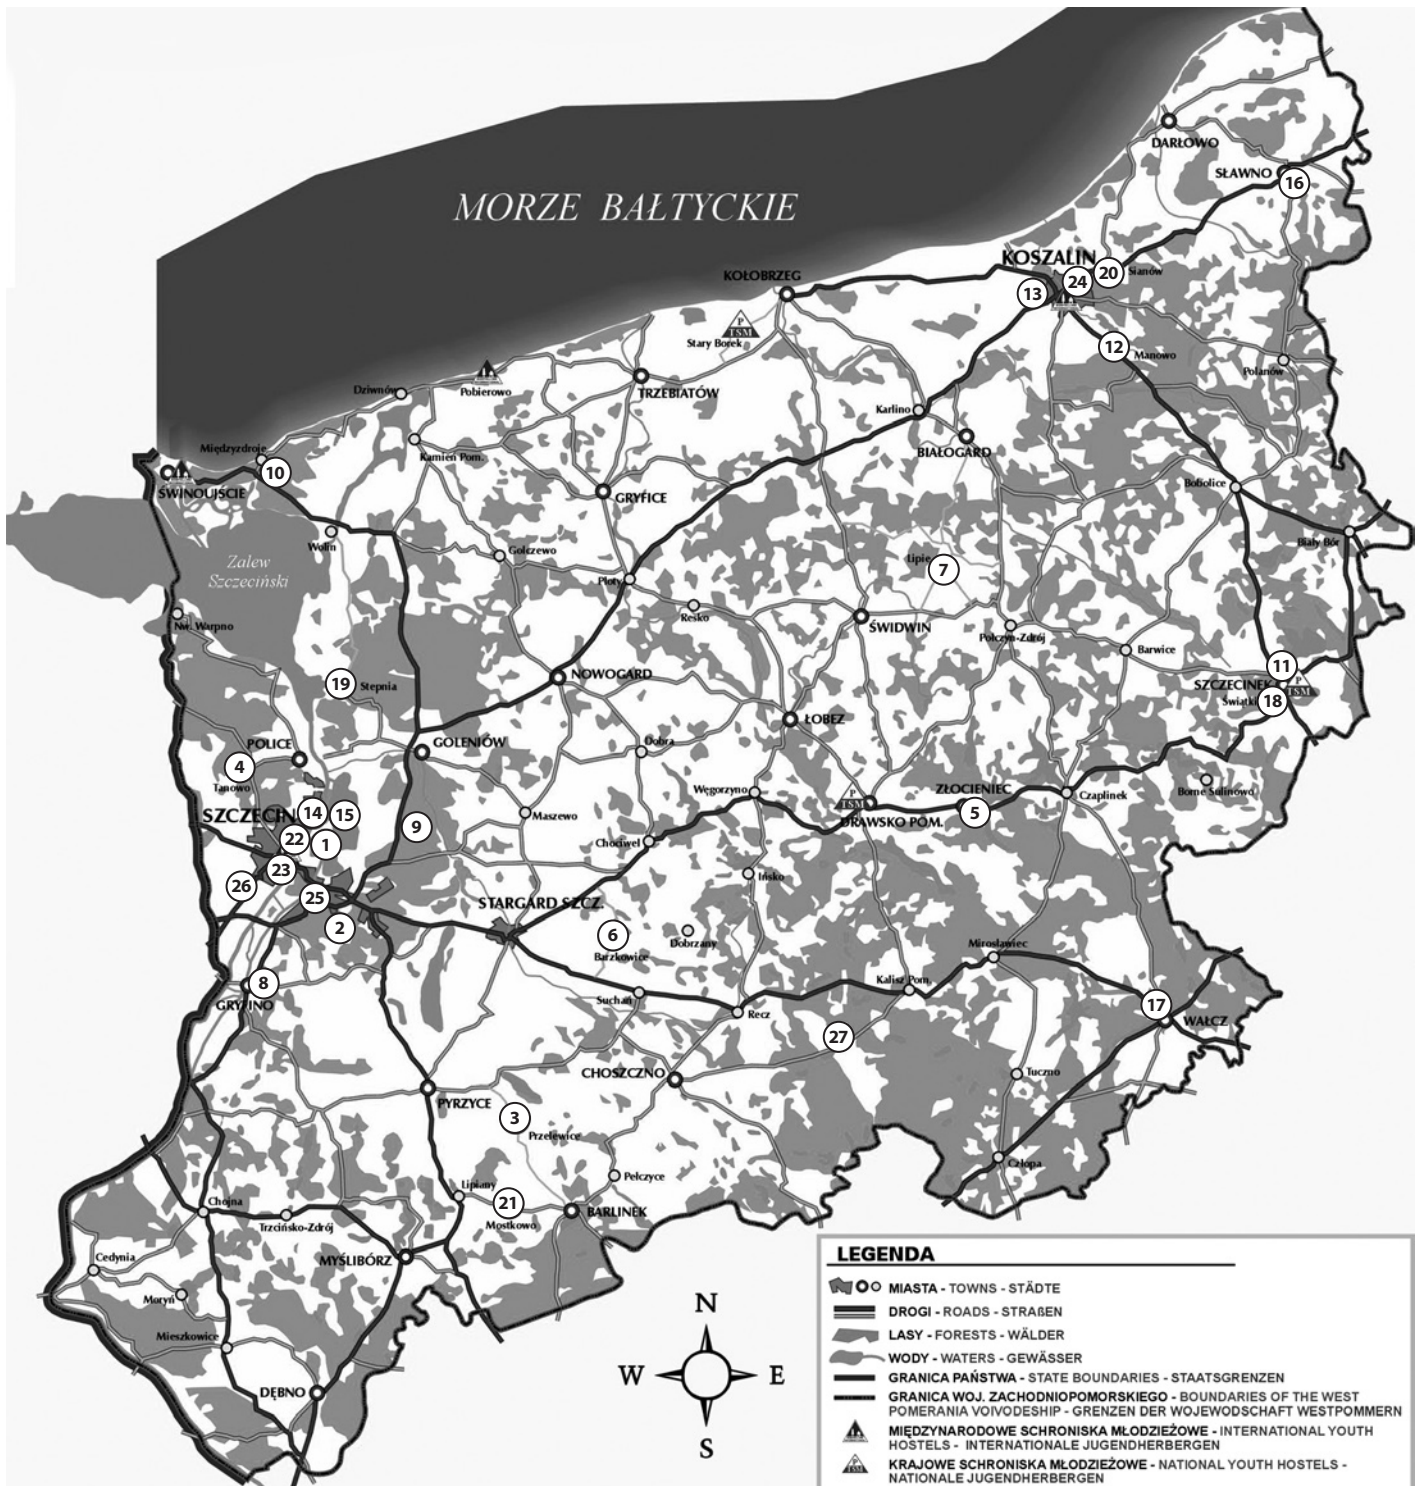 DARŁOWO
SŁAWNO
16
MORZE BAŁTYCKIE
KOSZALIN
20
Sianów
24
13
KOŁOBRZEG
P
TSM
Stary Borek
12
Manowo
Polanów
Dziwnów
Pobierowo
TRZEBIATÓW
Karlino
BIAŁOGARD
Międzyzdroje
10
Kamień Pom.
ŚWINOUJŚCIE
GRYFICE
Bobolice
Wolin
Golczewo
Biały Bór
Zalew
Szczeciński
Lipie
7
Płoty
Resko
Nw. Warpno
ŚWIDWIN
Połczyn-Zdrój
Barwice
11
NOWOGARD
19
Stepnia
SZCZECINEK
P
TSM
Świątki
18
ŁOBEZ
POLICE
GOLENIÓW
Dobra
4
Tanowo
Węgorzyno
P
TSM
ZŁOCIENIEC
Czaplinek
Borne Sulinowo
SZCZECIN
14
15
Maszewo
DRAWSKO POM.
5
9
22
1
Chociwel
23
Ińsko
26
25
STARGARD SZCZ.
2
6
Dobrzany
Barzkowice
Mirosławiec
8
GRYFINO
Kalisz Pom.
Suchań
Recz
17
WAŁCZ
27
CHOSZCZNO
Tuczno
PYRZYCE
3
Przelewice
Człopa
Pełczyce
Lipiany
21
Mostkowo
BARLINEK
Chojna
Trzcińsko-Zdrój
MYŚLIBÓRZ
Cedynia
Moryń
Mieszkowice
DĘBNO
N
W
E
S
LEGENDA
MIASTA - TOWNS - STÄDTE
DROGI - ROADS - STRAßEN
LASY - FORESTS - WÄLDER
WODY - WATERS - GEWÄSSER
GRANICA PAŃSTWA - STATE BOUNDARIES - STAATSGRENZEN
GRANICA WOJ. ZACHODNIOPOMORSKIEGO - BOUNDARIES OF THE WEST
POMERANIA VOIVODESHIP - GRENZEN DER WOJEWODSCHAFT WESTPOMMERN
MIĘDZYNARODOWE SCHRONISKA MŁODZIEŻOWE - INTERNATIONAL YOUTH
HOSTELS - INTERNATIONALE JUGENDHERBERGEN
P
TSM
KRAJOWE SCHRONISKA MŁODZIEŻOWE - NATIONAL YOUTH HOSTELS -
NATIONALE JUGENDHERBERGEN